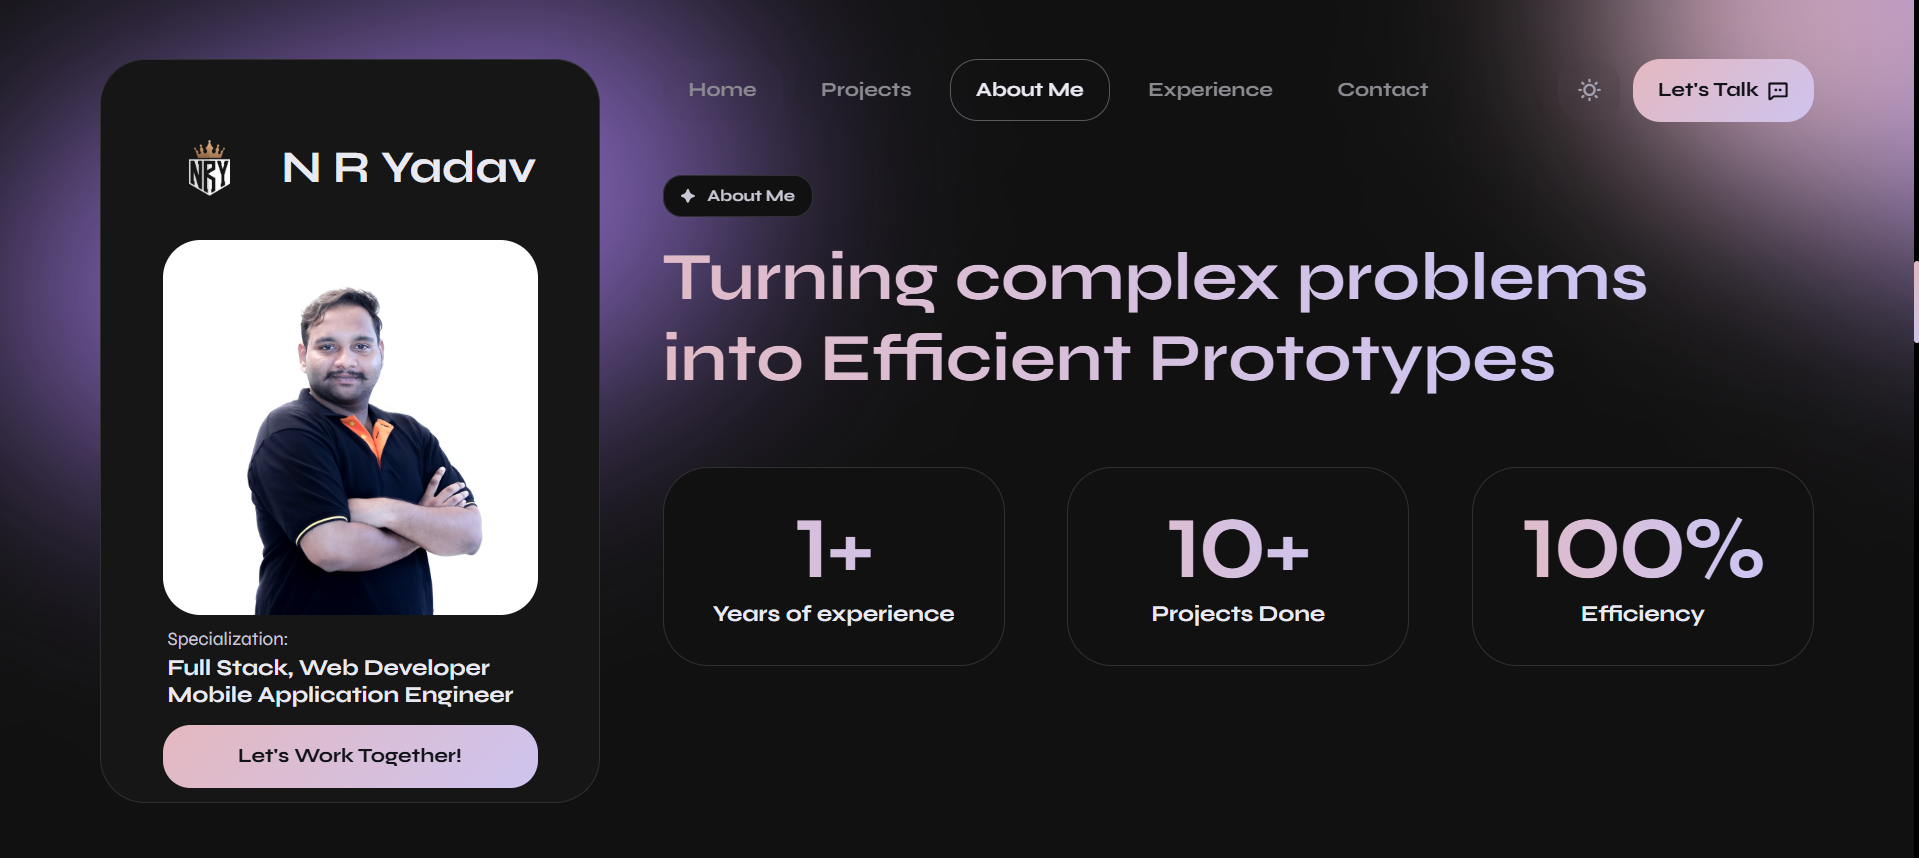 NRY
N R Yadav
Specialization:
Full Stack, Web Developer
Mobile Application Engineer
Let's Work Together!
Home
Projects
About Me
Experience
Contact
Let's Talk
About Me
Turning complex problems
into Efficient Prototypes
1+
Years of experience
10+
Projects Done
100%
Efficiency